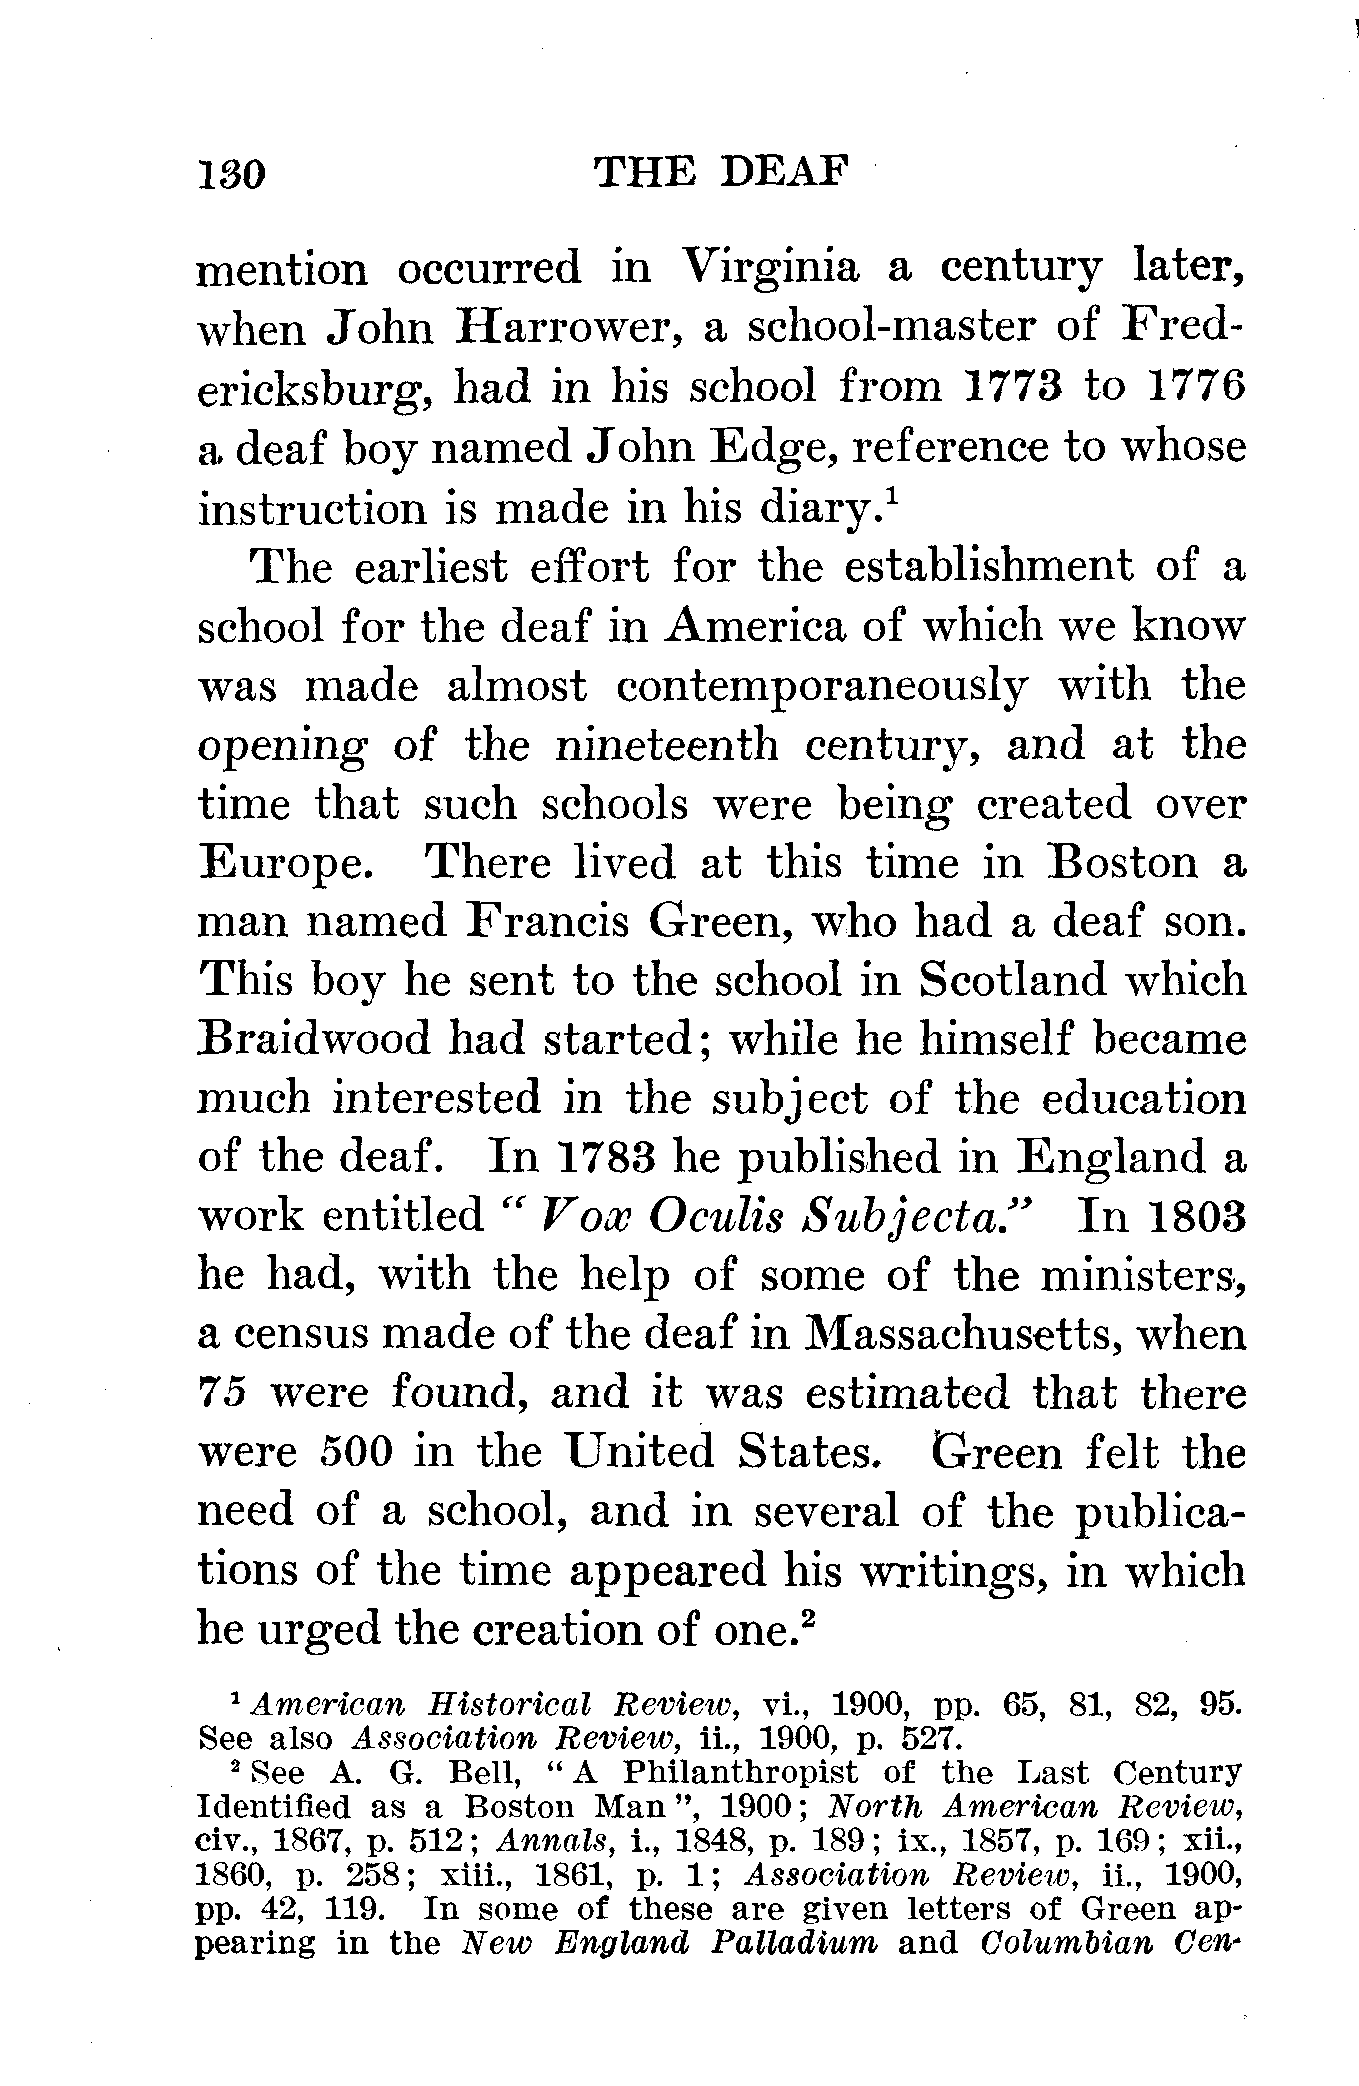 130 THE DEAF
mention occurred in Virginia a century later,
when John Harrower, a school-master of Fred-
ericksburg, had in his school from 1773 to 1776
a deaf boy named John Edge, reference to whose
instruction is made in his diary.¹
The earliest effort for the establishment of a
school for the deaf in America of which we know
was made almost contemporaneously with the
opening of the nineteenth century, and at the
time that such schools were being created over
Europe. There lived at this time in Boston a
man named Francis Green, who had a deaf son.
This boy he sent to the school in Scotland which
Braidwood had started; while he himself became
much interested in the subject of the education
of the deaf. In 1783 he published in England a
work entitled “ Vox Oculis Subjecta.” In 1803
he had, with the help of some of the ministers,
a census made of the deaf in Massachusetts, when
75 were found, and it was estimated that there
were 500 in the United States. Green felt the
need of a school, and in several of the publica-
tions of the time appeared his writings, in which
he urged the creation of one.²
¹ American Historical Review, vi., 1900, pp. 65, 81, 82, 95.
See also Association Review, ii., 1900, p. 527.
² See A. G. Bell, “ A Philanthropist of the Last Century
Identified as a Boston Man ”, 1900; North American Review,
civ., 1867, p. 512; Annals, i., 1848, p. 189; ix., 1857, p. 169; xii.,
1860, p. 258; xiii., 1861, p. 1; Association Review, ii., 1900,
pp. 42, 119. In some of these are given letters of Green ap-
pearing in the New England Palladium and Columbian Cen-